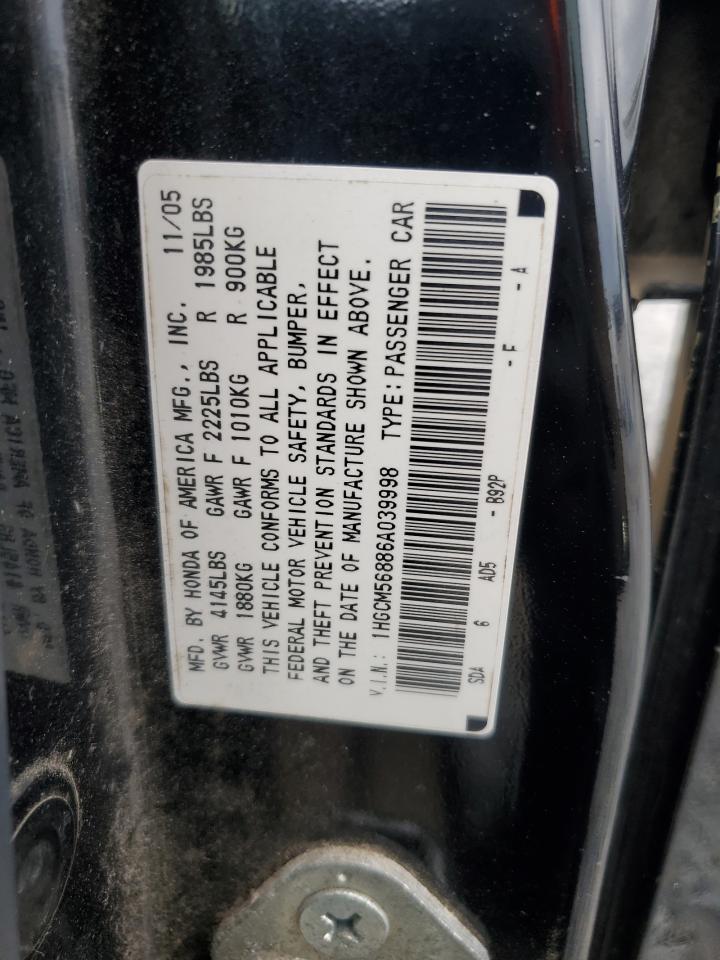 MFD. BY HONDA OF AMERICA MFG., INC. 11/05
GVWR 4145LBS GAWR F 2225LBS R 1985LBS
GVWR 1880KG GAWR F 1010KG R 900KG
THIS VEHICLE CONFORMS TO ALL APPLICABLE
FEDERAL MOTOR VEHICLE SAFETY, BUMPER,
AND THEFT PREVENTION STANDARDS IN EFFECT
ON THE DATE OF MANUFACTURE SHOWN ABOVE.
V.I.N.: 1HGCM56886A039998 TYPE: PASSENGER CAR
SDA 6 AD5 - B92P - F - A